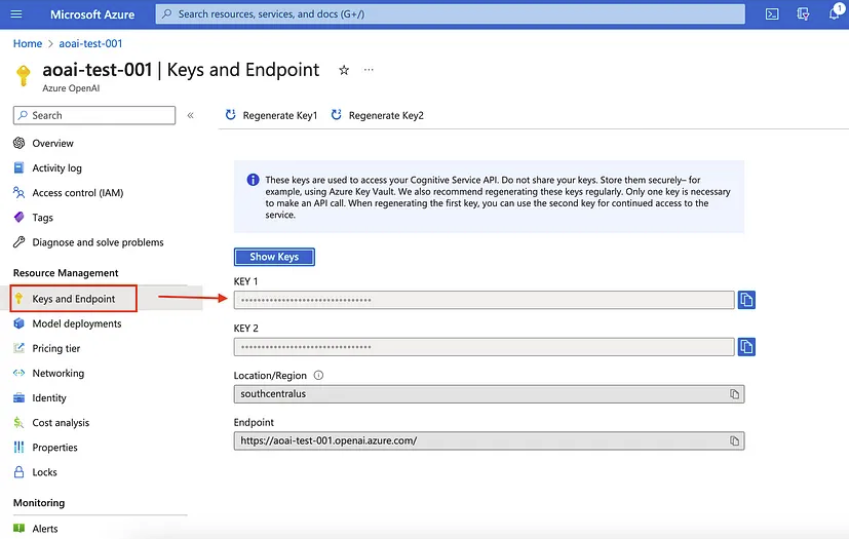 Microsoft Azure
Search resources, services, and docs (G+/)
1
Home > aoai-test-001
aoai-test-001 | Keys and Endpoint
Azure OpenAI
Search
Regenerate Key1
Regenerate Key2
Overview
Activity log
Access control (IAM)
Tags
Diagnose and solve problems
Resource Management
Keys and Endpoint
Model deployments
Pricing tier
Networking
Identity
Cost analysis
Properties
Locks
Monitoring
Alerts
These keys are used to access your Cognitive Service API. Do not share your keys. Store them securely– for
example, using Azure Key Vault. We also recommend regenerating these keys regularly. Only one key is necessary
to make an API call. When regenerating the first key, you can use the second key for continued access to the
service.
Show Keys
KEY 1
KEY 2
Location/Region
southcentralus
Endpoint
https://aoai-test-001.openai.azure.com/